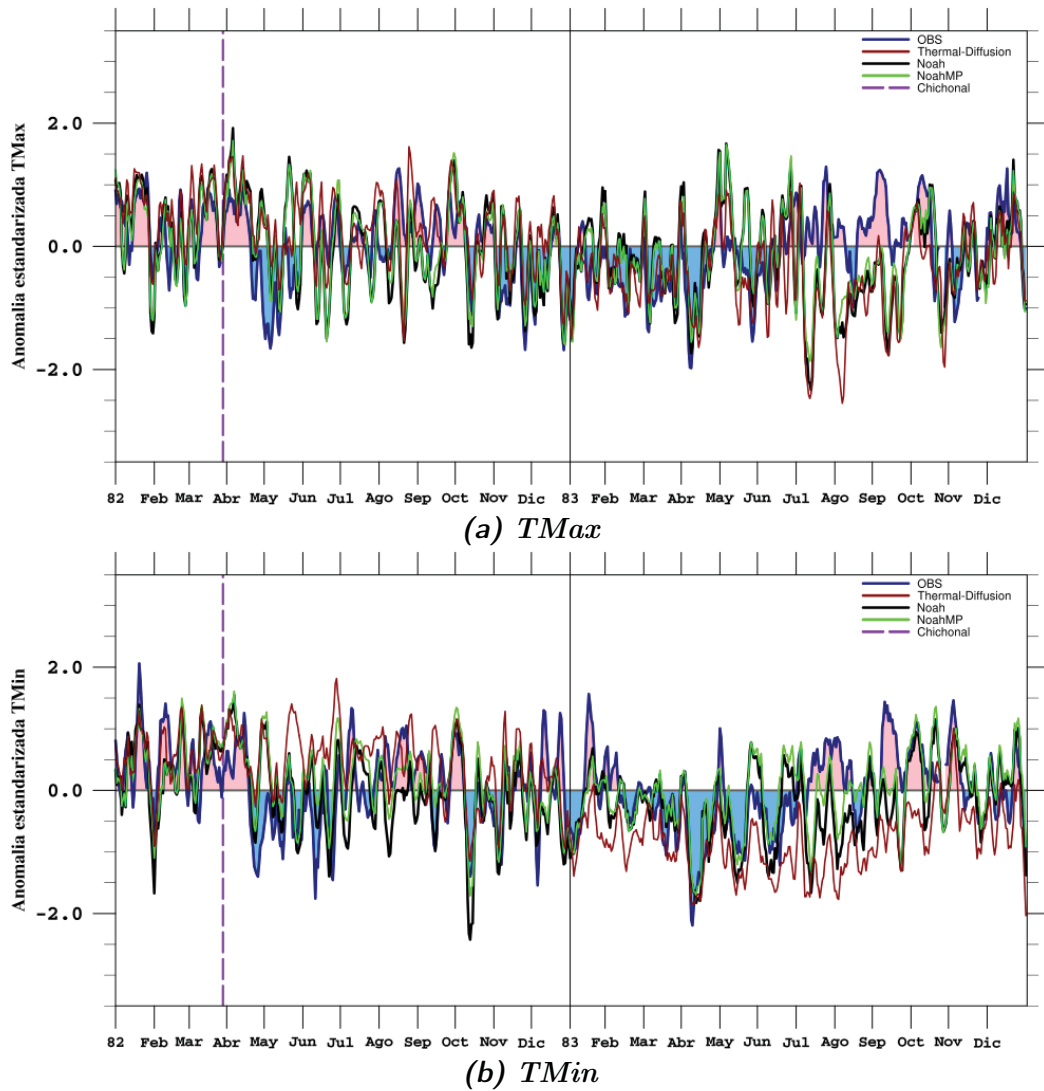 OBS
Thermal-Diffusion
Noah
NoahMP
Chichonal
Anomalia estandarizada TMax
2.0
0.0
-2.0
82 Feb Mar Abr May Jun Jul Ago Sep Oct Nov Dic 83 Feb Mar Abr May Jun Jul Ago Sep Oct Nov Dic
(a) TMax
OBS
Thermal-Diffusion
Noah
NoahMP
Chichonal
Anomalia estandarizada TMin
2.0
0.0
-2.0
82 Feb Mar Abr May Jun Jul Ago Sep Oct Nov Dic 83 Feb Mar Abr May Jun Jul Ago Sep Oct Nov Dic
(b) TMin